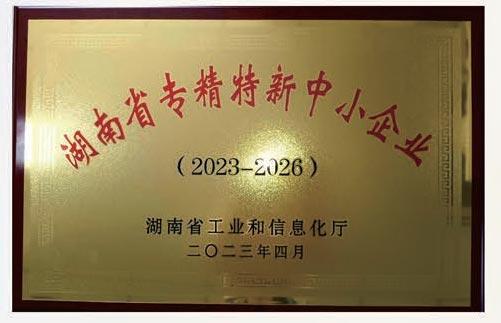 湖南省专精特新中小企业
（2023-2026）
湖南省工业和信息化厅
二〇二三年四月